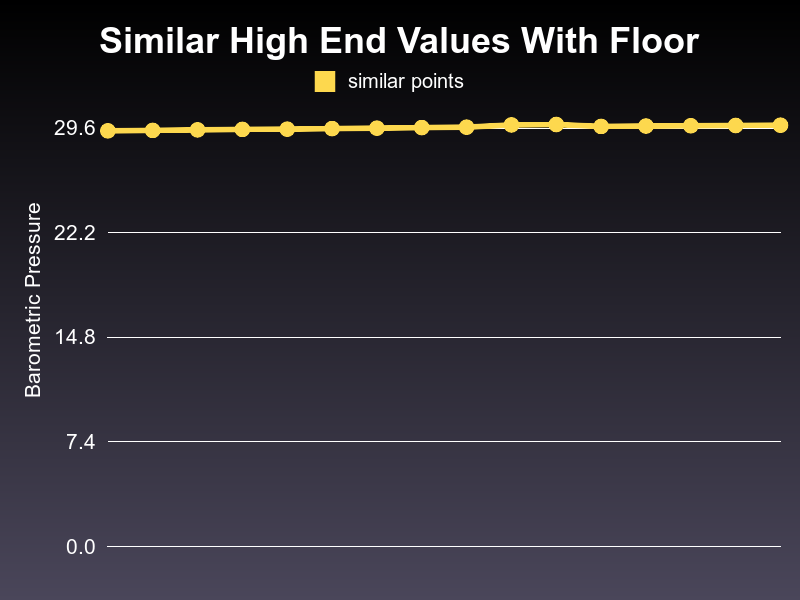 Similar High End Values With Floor
similar points
29.6
22.2
14.8
7.4
0.0
Barometric Pressure